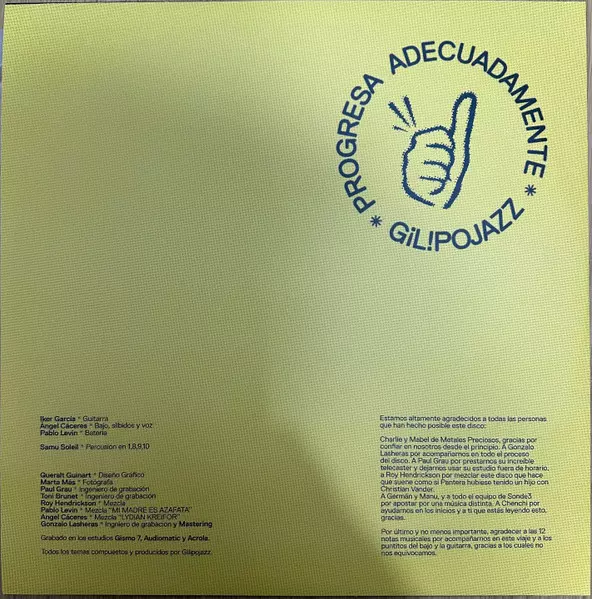 * PROGRESA ADECUADAMENTE *
GiL!POJAZZ
Iker García * Guitarra
Ángel Cáceres * Bajo, silbidos y voz
Pablo Levin * Batería
Samu Soleil * Percusión en 1,8,9,10
Queralt Guinart * Diseño Gráfico
Marta Más * Fotógrafa
Paul Grau * Ingeniero de grabación
Toni Brunet * Ingeniero de grabación
Roy Hendrickson * Mezcla
Pablo Levin * Mezcla "MI MADRE ES AZAFATA"
Ángel Cáceres * Mezcla "LYDIAN KREIFOR"
Gonzalo Lasheras * Ingniero de grabación y Mastering
Grabado en los estudios Gismo 7, Audiomatic y Acrola.
Todos los temas compuestos y producidos por Gilipojazz.
Estamos altamente agradecidos a todas las personas
que han hecho posible este disco:
Charlie y Mabel de Metales Preciosos, gracias por
confiar en nosotros desde el principio. A Gonzalo
Lasheras por acompañarnos en todo el proceso
del disco. A Paul Grau por prestarnos su increíble
telecaster y dejarnos usar su estudio fuera de horario,
a Roy Hendrickson por mezclar este disco que hace
que suene como si Pantera hubiese tenido un hijo con
Christian Vander.
A Germán y Manu, y a todo el equipo de Sonde3
por apostar por una música distinta. A Chenchi por
ayudarnos en los inicios y a ti que estás leyendo esto,
gracias.
Por último y no menos importante, agradecer a las 12
notas musicales por acompañarnos en este viaje y a los
puntitos del bajo y la guitarra, gracias a los cuales no
nos equivocamos.